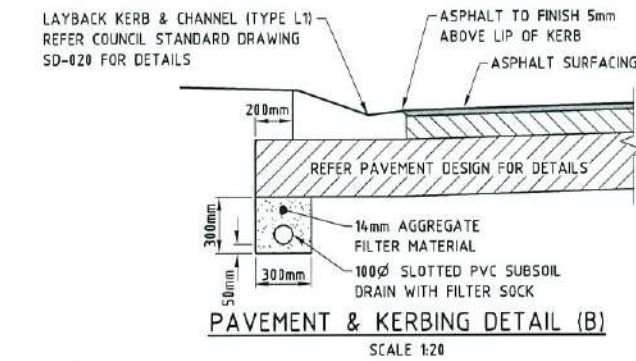 LAYBACK KERB & CHANNEL (TYPE L1)
REFER COUNCIL STANDARD DRAWING
SD-020 FOR DETAILS
ASPHALT TO FINISH 5mm
ABOVE LIP OF KERB
ASPHALT SURFACING
200mm
REFER PAVEMENT DESIGN FOR DETAILS
300mm
14mm AGGREGATE
FILTER MATERIAL
100Ø SLOTTED PVC SUBSOIL
DRAIN WITH FILTER SOCK
50mm
300mm
PAVEMENT & KERBING DETAIL (B)
SCALE 1:20